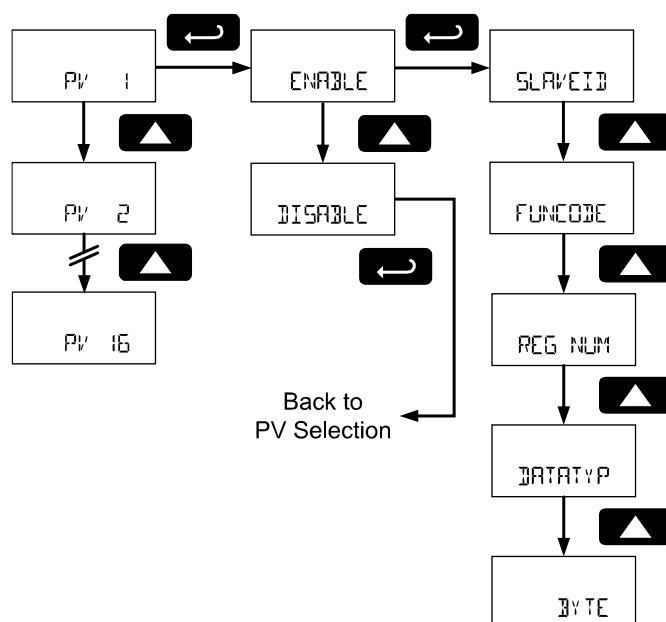 PV 1
ENABLE
SLAVEID
PV 2
DISABLE
FUNCODE
PV 16
REG NUM
Back to
PV Selection
DATATYP
BYTE